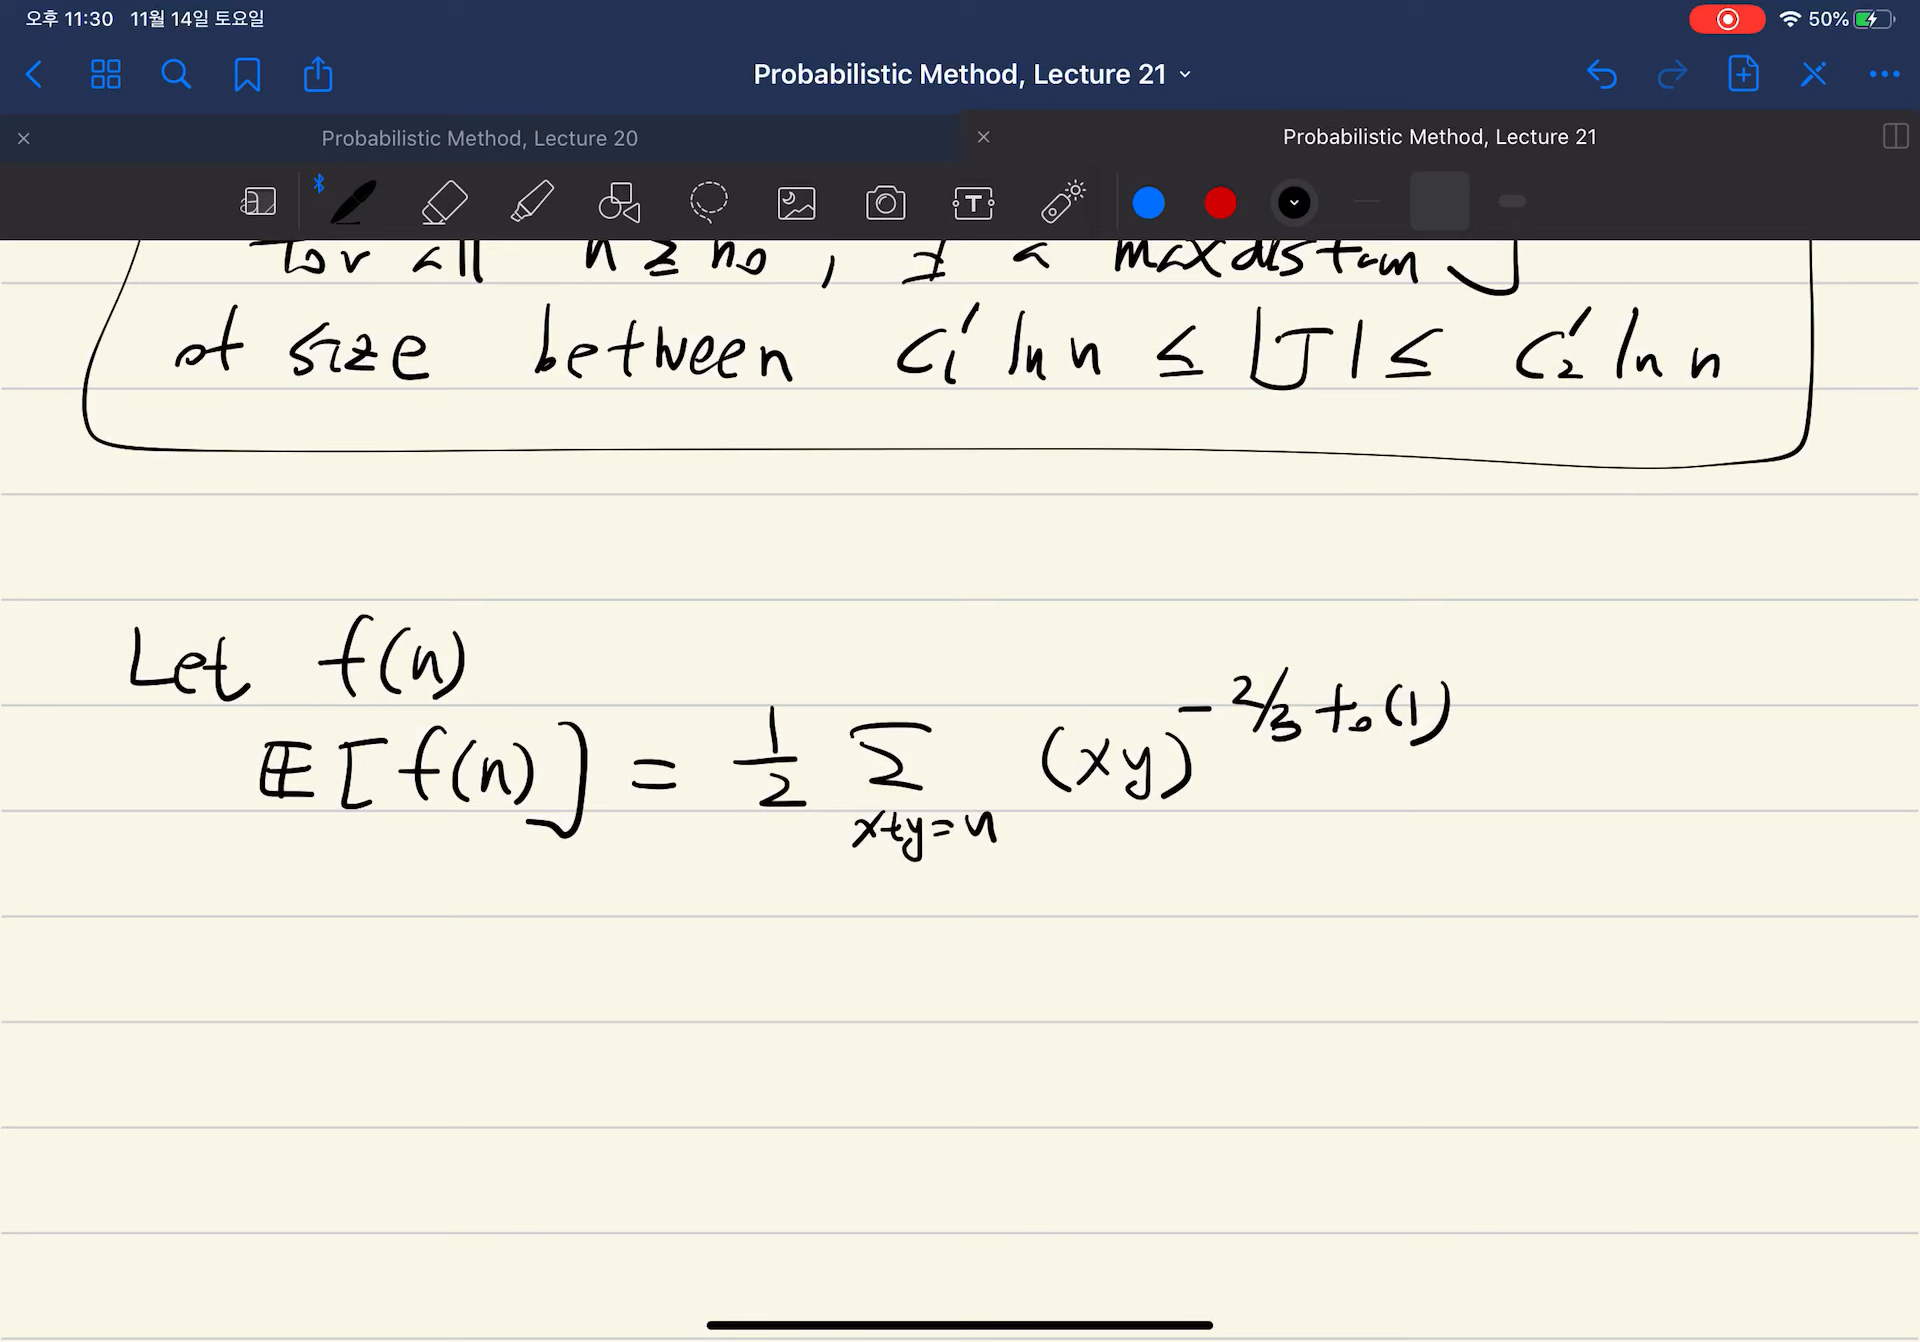 오후 11:30 11월 14일 토요일 50%
Probabilistic Method, Lecture 21
Probabilistic Method, Lecture 20 Probabilistic Method, Lecture 21
for all n ≥ n₀, ∃ a maxdisfam J
of size between C₁' ln n ≤ |J| ≤ C₂' ln n
Let f(n)
𝔼[f(n)] = 1/2 Σ_{x+y=n} (xy)^{-2/3+o(1)}